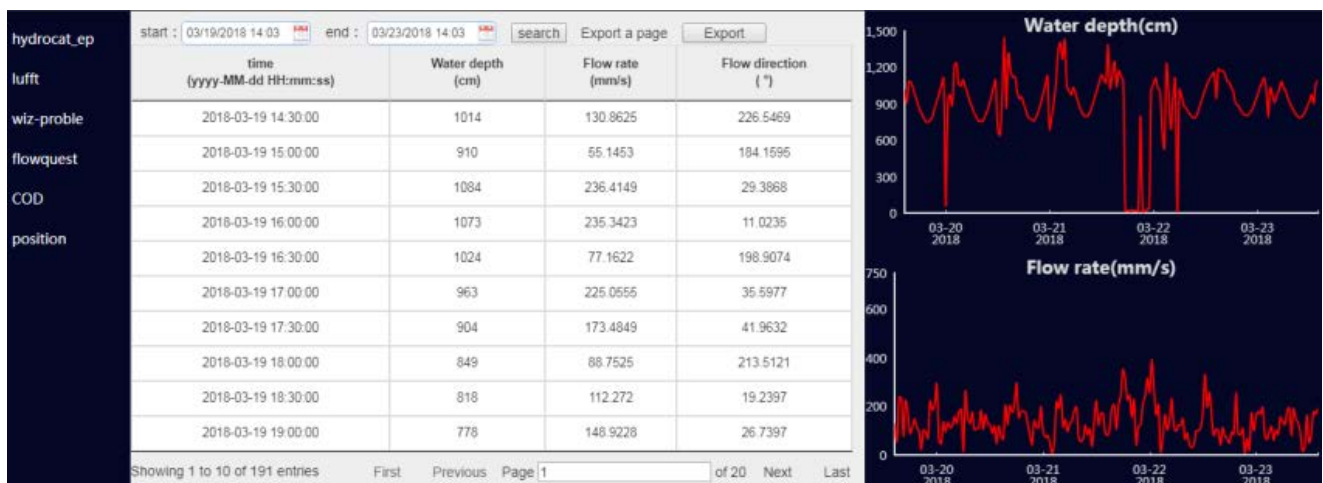 hydrocat_ep
lufft
wiz-proble
flowquest
COD
position
start : 03/19/2018 14:03 end : 03/23/2018 14:03 search Export a page Export
time Water depth Flow rate Flow direction
(yyyy-MM-dd HH:mm:ss) (cm) (mm/s) ( °)
2018-03-19 14:30:00 1014 130.8625 226.5469
2018-03-19 15:00:00 910 55.1453 184.1595
2018-03-19 15:30:00 1084 236.4149 29.3868
2018-03-19 16:00:00 1073 235.3423 11.0235
2018-03-19 16:30:00 1024 77.1622 198.9074
2018-03-19 17:00:00 963 225.0555 35.5977
2018-03-19 17:30:00 904 173.4849 41.9632
2018-03-19 18:00:00 849 88.7525 213.5121
2018-03-19 18:30:00 818 112.272 19.2397
2018-03-19 19:00:00 778 148.9228 26.7397
Showing 1 to 10 of 191 entries First Previous Page 1 of 20 Next Last
Water depth(cm)
1,500
1,200
900
600
300
0
03-20 03-21 03-22 03-23
2018 2018 2018 2018
Flow rate(mm/s)
750
600
400
200
0
03-20 03-21 03-22 03-23
2018 2018 2018 2018